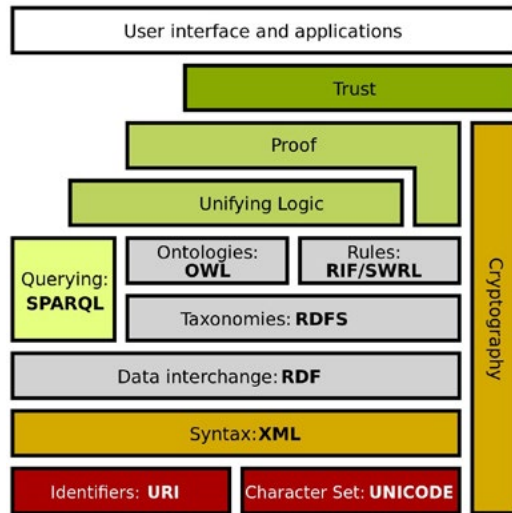 User interface and applications
Trust
Proof
Unifying Logic
Ontologies:
OWL
Rules:
RIF/SWRL
Querying:
SPARQL
Taxonomies: RDFS
Data interchange: RDF
Syntax: XML
Identifiers: URI
Character Set: UNICODE
Cryptography